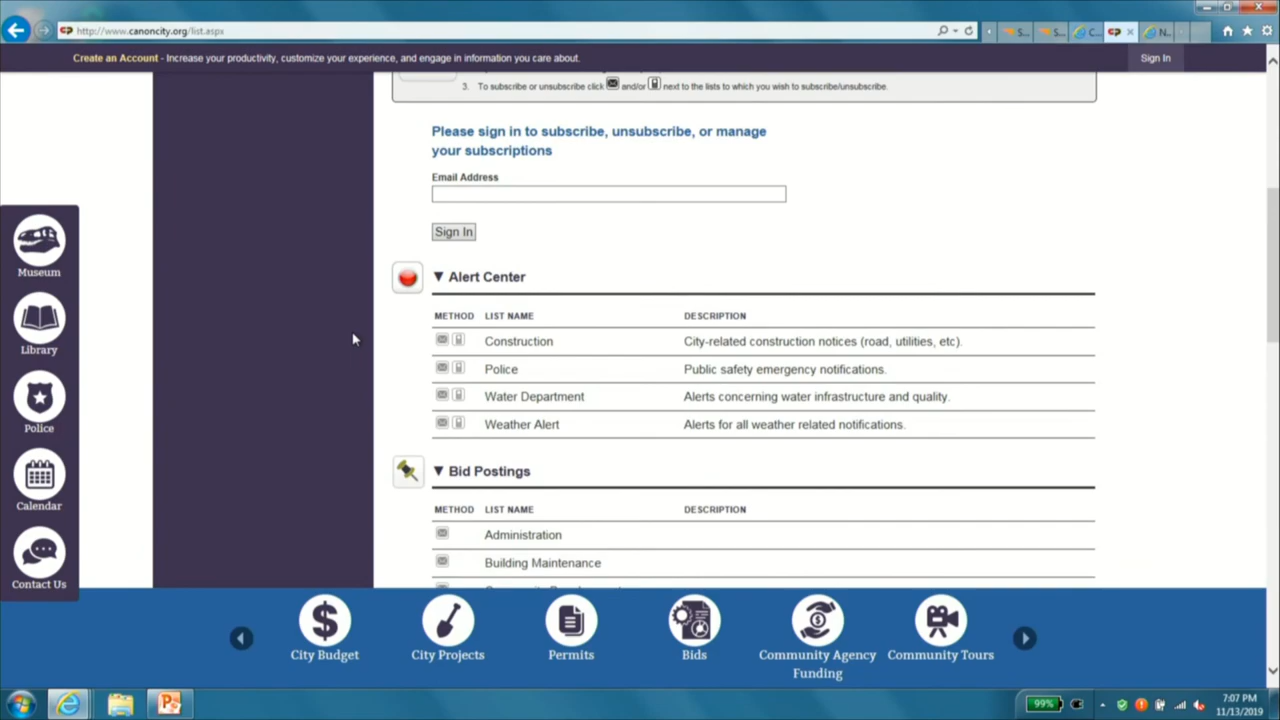 http://www.canoncity.org/list.aspx
S...
S...
C...
N...
Create an Account - Increase your productivity, customize your experience, and engage in information you care about.
Sign In
3. To subscribe or unsubscribe click and/or next to the lists to which you wish to subscribe/unsubscribe.
Please sign in to subscribe, unsubscribe, or manage
your subscriptions
Email Address
Sign In
Museum
Library
Police
Calendar
Contact Us
▼ Alert Center
METHOD LIST NAME DESCRIPTION
Construction City-related construction notices (road, utilities, etc).
Police Public safety emergency notifications.
Water Department Alerts concerning water infrastructure and quality.
Weather Alert Alerts for all weather related notifications.
▼ Bid Postings
METHOD LIST NAME DESCRIPTION
Administration
Building Maintenance
City Budget
City Projects
Permits
Bids
Community Agency
Funding
Community Tours
99%
7:07 PM
11/13/2019